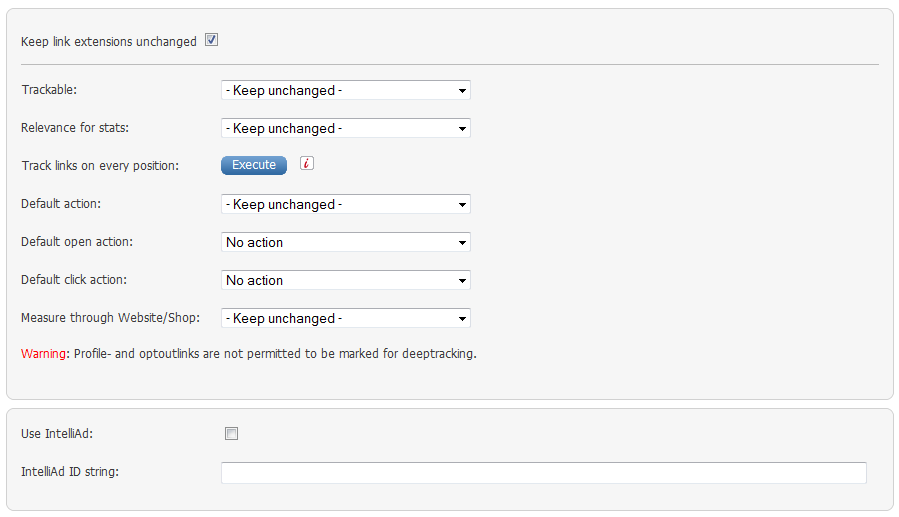 Keep link extensions unchanged
Trackable: - Keep unchanged -
Relevance for stats: - Keep unchanged -
Track links on every position: Execute i
Default action: - Keep unchanged -
Default open action: No action
Default click action: No action
Measure through Website/Shop: - Keep unchanged -
Warning: Profile- and optoutlinks are not permitted to be marked for deeptracking.
Use IntelliAd:
IntelliAd ID string: